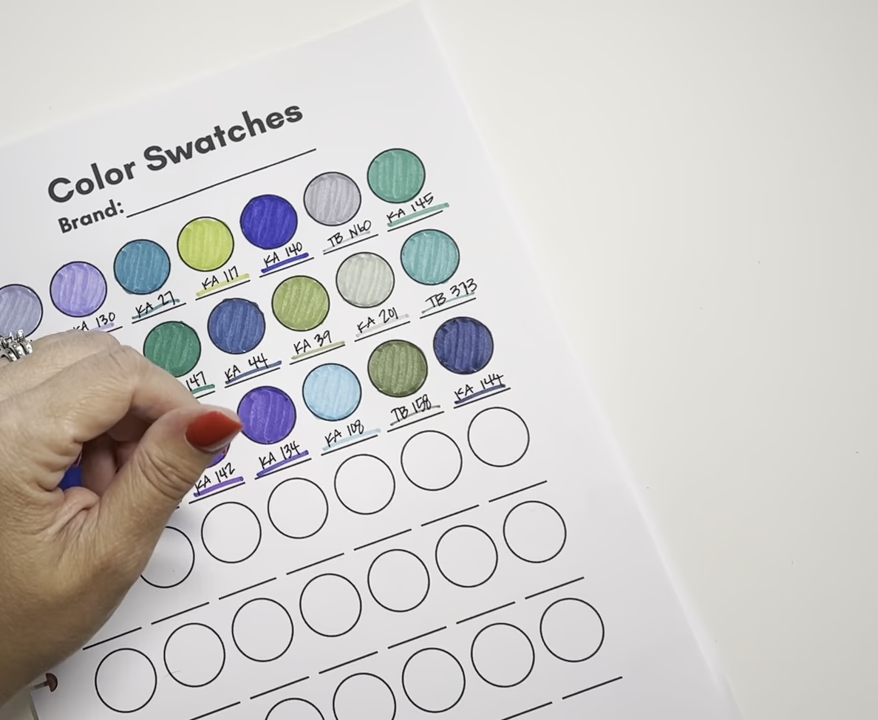 Color Swatches
Brand:
KA 130 KA 27 KA 117 KA 140 TB N60 KA 145
147 KA 44 KA 39 KA 201 TB 373
KA 142 KA 134 KA 108 TB 158 KA 144